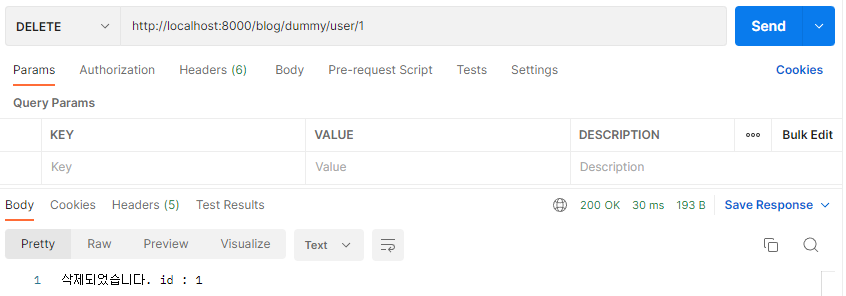 DELETE http://localhost:8000/blog/dummy/user/1 Send
Params Authorization Headers (6) Body Pre-request Script Tests Settings Cookies
Query Params
KEY VALUE DESCRIPTION ooo Bulk Edit
Key Value Description
Body Cookies Headers (5) Test Results 200 OK 30 ms 193 B Save Response
Pretty Raw Preview Visualize Text
1 삭제되었습니다. id : 1